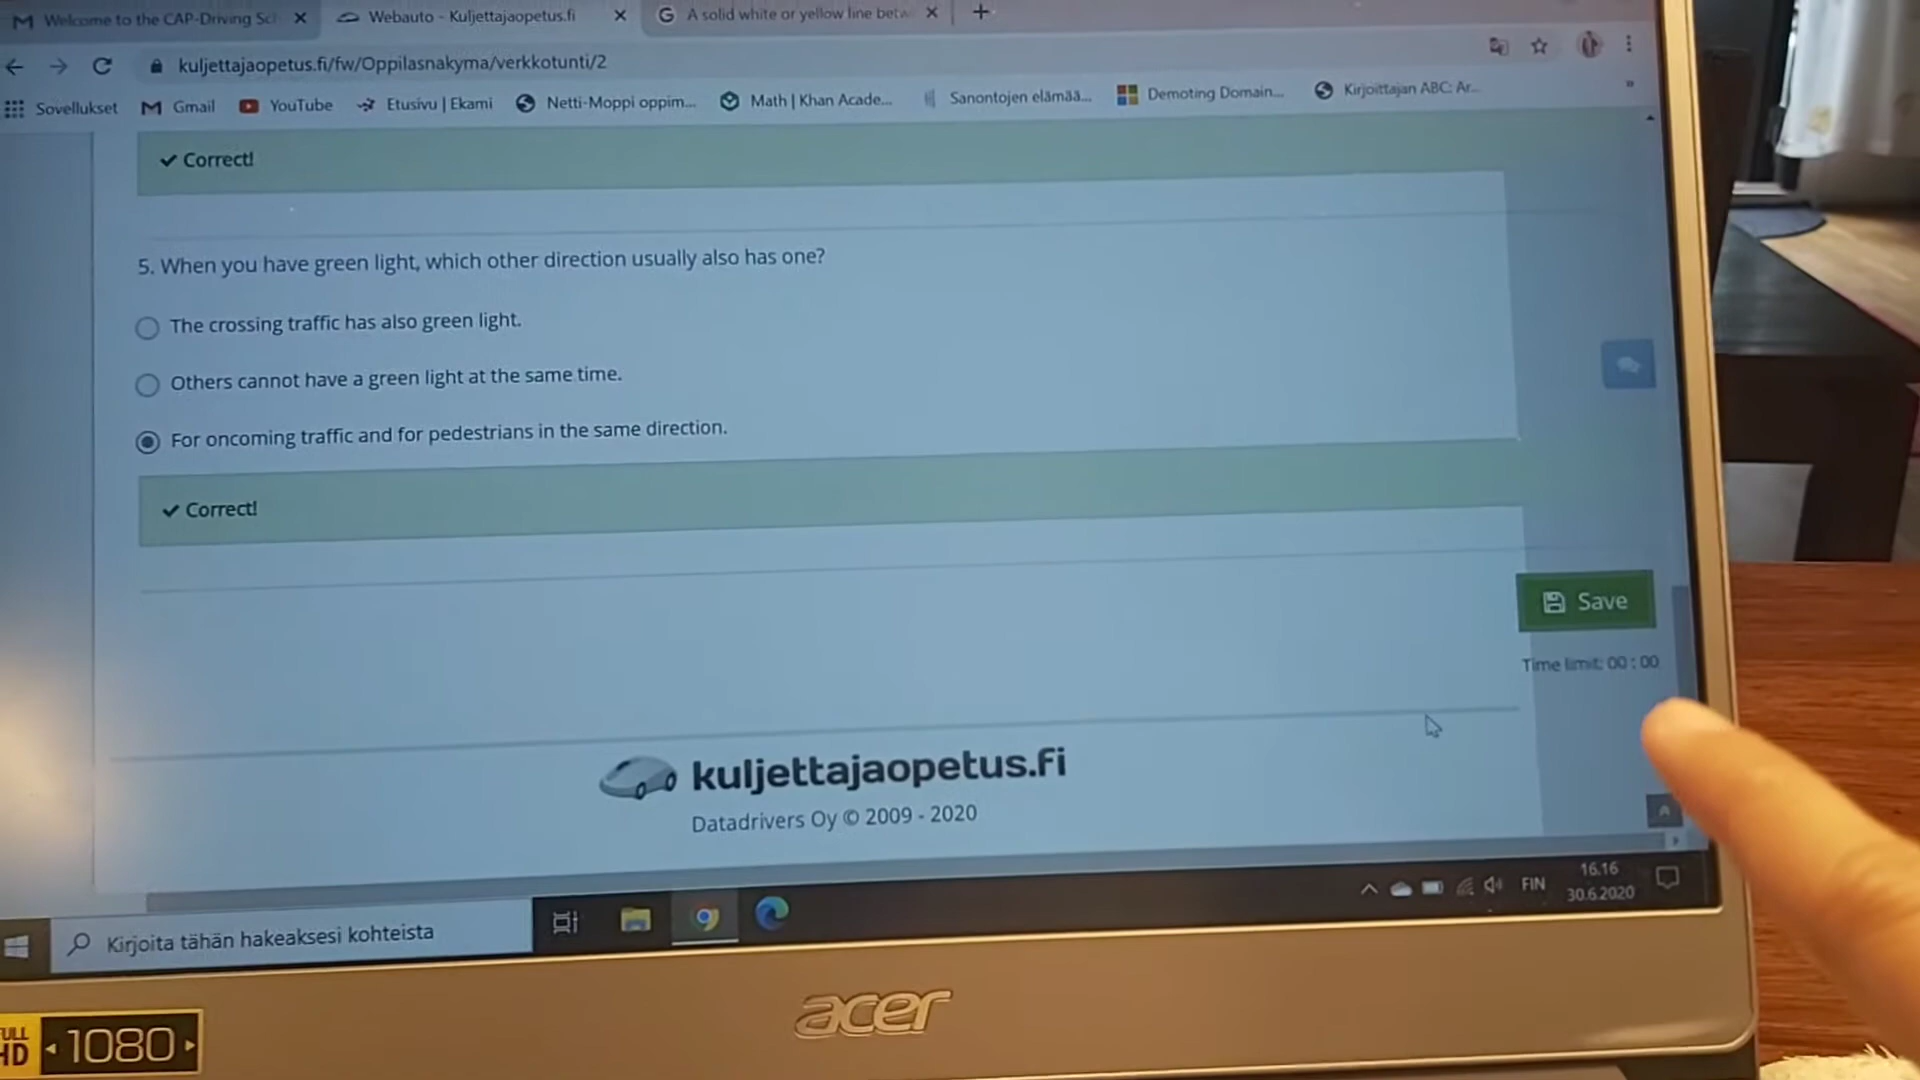 Welcome to the CAP-Driving Sc
Webauto - Kuljettajaopetus.fi
A solid white or yellow line betw
kuljettajaopetus.fi/fw/Oppilasnakyma/verkkotunti/2
Sovellukset
Gmail
YouTube
Etusivu | Ekami
Netti-Moppi oppim...
Math | Khan Acade...
Sanontojen elämää...
Demoting Domain...
Kirjoittajan ABC: Ar...
✔ Correct!
5. When you have green light, which other direction usually also has one?
The crossing traffic has also green light.
Others cannot have a green light at the same time.
For oncoming traffic and for pedestrians in the same direction.
✔ Correct!
Save
Time limit: 00 : 00
kuljettajaopetus.fi
Datadrivers Oy © 2009 - 2020
Kirjoita tähän hakeaksesi kohteista
FIN
16.16
30.6.2020
acer
HD
1080